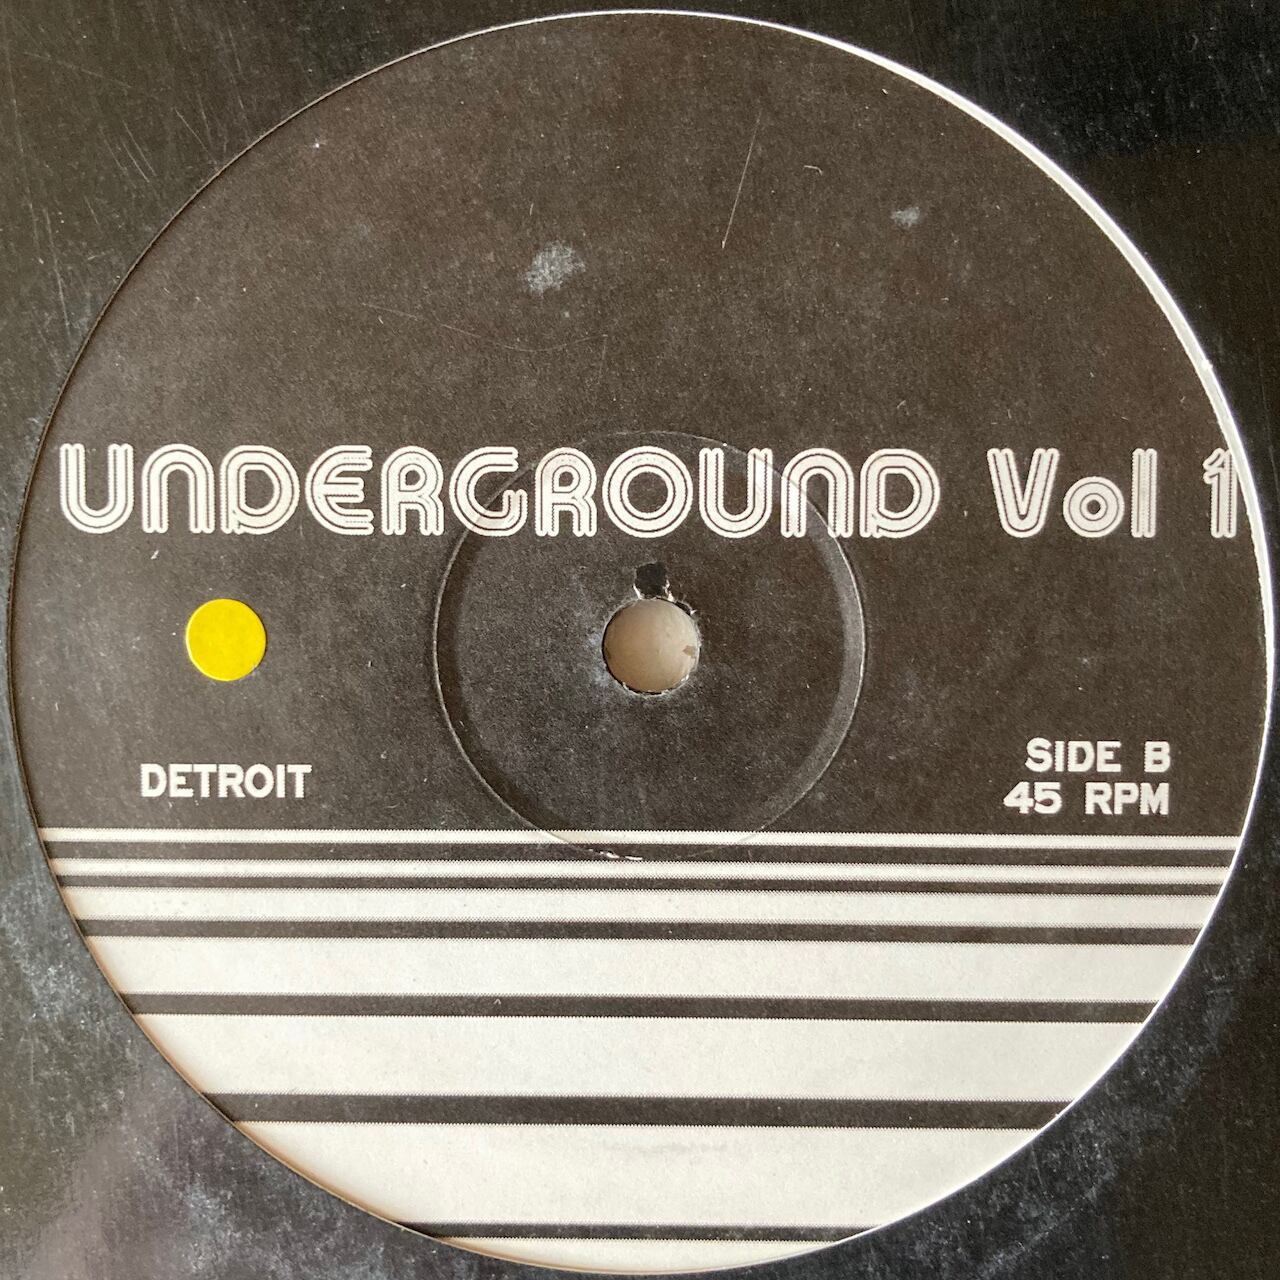 UNDERGROUND Vol 1
DETROIT
SIDE B
45 RPM